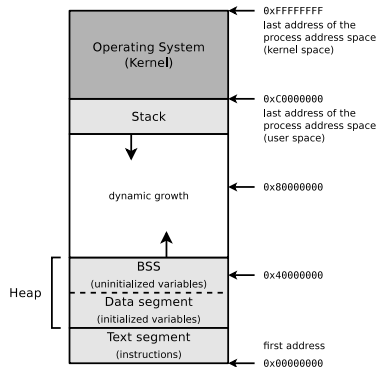 Operating System
(Kernel)
Stack
dynamic growth
BSS
(uninitialized variables)
Data segment
(initialized variables)
Text segment
(instructions)
Heap
0xFFFFFFFF
last address of the
process address space
(kernel space)
0xC0000000
last address of the
process address space
(user space)
0x80000000
0x40000000
first address
0x00000000